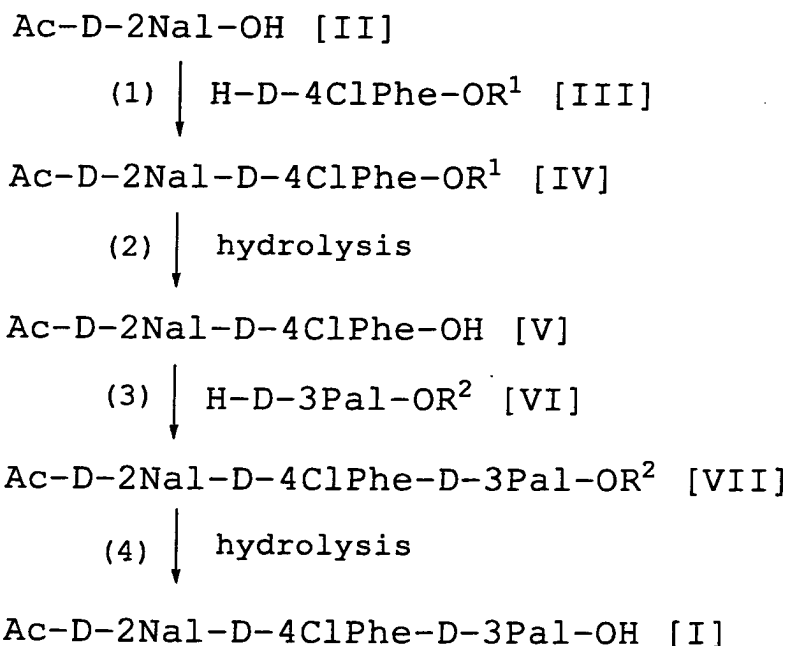 Ac-D-2Nal-OH [II]
(1) H-D-4ClPhe-OR¹ [III]
Ac-D-2Nal-D-4ClPhe-OR¹ [IV]
(2) hydrolysis
Ac-D-2Nal-D-4ClPhe-OH [V]
(3) H-D-3Pal-OR² [VI]
Ac-D-2Nal-D-4ClPhe-D-3Pal-OR² [VII]
(4) hydrolysis
Ac-D-2Nal-D-4ClPhe-D-3Pal-OH [I]